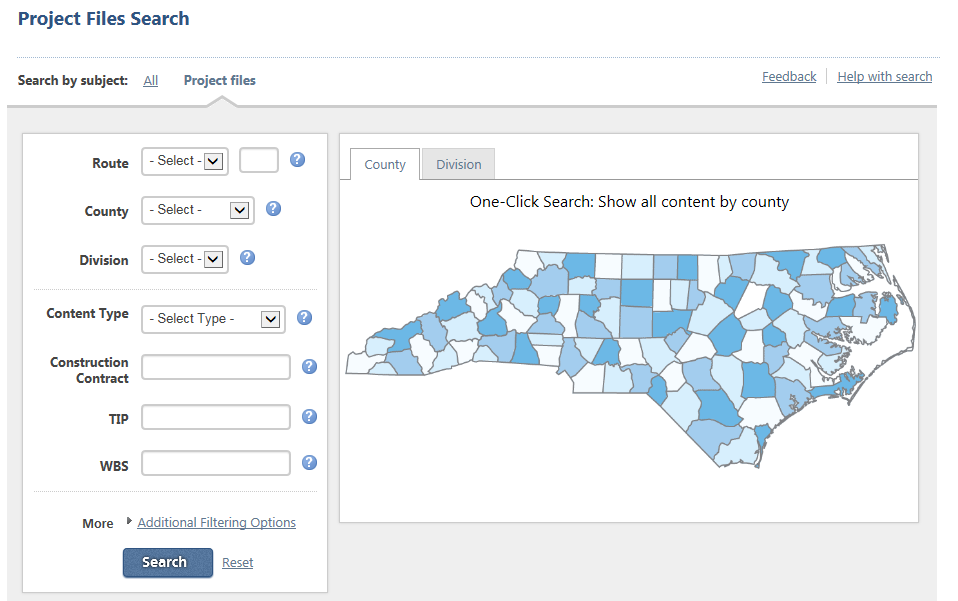 Project Files Search
Search by subject: All Project files
Feedback Help with search
Route - Select - ?
County - Select - ?
Division - Select - ?
Content Type - Select Type - ?
Construction
Contract ?
TIP ?
WBS ?
More Additional Filtering Options
Search Reset
County Division
One-Click Search: Show all content by county